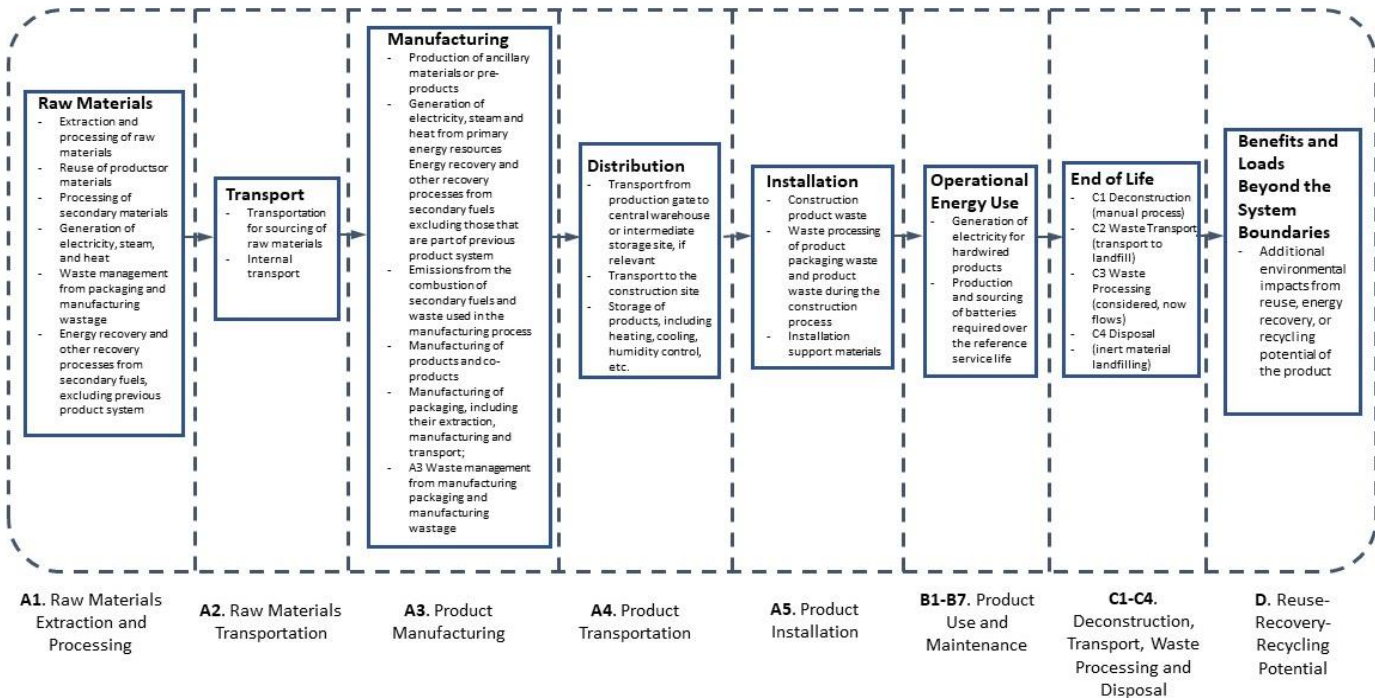 Raw Materials
- Extraction and
processing of raw
materials
- Reuse of productsor
materials
- Processing of
secondary materials
- Generation of
electricity, steam, and
heat
- Waste management
from packaging and
manufacturing
wastage
- Energy recovery and
other recovery
processes from
secondary fuels,
excluding previous
product system
Transport
- Transportation
for sourcing of
raw materials
- Internal
transport
Manufacturing
- Production of ancillary
materials or pre-
products
- Generation of
electricity, steam and
heat from primary
energy resources
Energy recovery and
other recovery
processes from
secondary fuels
excluding those that
are part of previous
product system
- Emissions from the
combustion of
secondary fuels and
waste used in the
manufacturing process
- Manufacturing of
products and co-
products
- Manufacturing of
packaging, including
their extraction,
manufacturing and
transport;
- A3 Waste management
from manufacturing
packaging and
manufacturing
wastage
Distribution
- Transport from
production gate to
central warehouse
or intermediate
storage site, if
relevant
- Transport to the
construction site
- Storage of
products, including
heating, cooling,
humidity control,
etc.
Installation
- Construction
product waste
- Waste processing of
product
packaging waste
and product
waste during the
construction
process
- Installation
support materials
Operational
Energy Use
- Generation of
electricity for
hardwired
products
- Production
and sourcing
of batteries
required over
the reference
service life
End of Life
- C1 Deconstruction
(manual process)
- C2 Waste Transport
(transport to
landfill)
- C3 Waste
Processing
(considered, now
flows)
- C4 Disposal
- (inert material
landfilling)
Benefits and
Loads
Beyond the
System
Boundaries
- Additional
environmental
impacts from
reuse, energy
recovery, or
recycling
potential of
the product
A1. Raw Materials
Extraction and
Processing
A2. Raw Materials
Transportation
A3. Product
Manufacturing
A4. Product
Transportation
A5. Product
Installation
B1-B7. Product
Use and
Maintenance
C1-C4.
Deconstruction,
Transport, Waste
Processing and
Disposal
D. Reuse-
Recovery-
Recycling
Potential